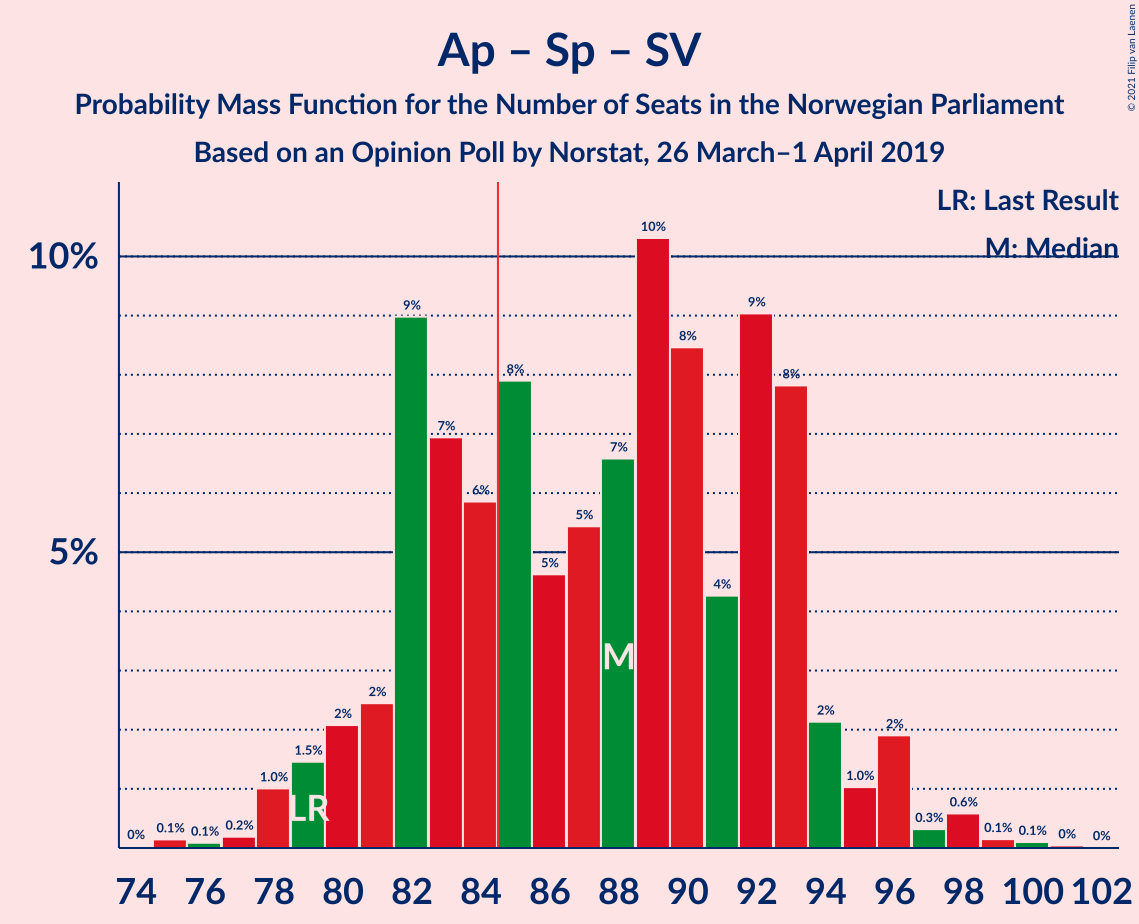 © 2021 Filip van Laenen
Ap – Sp – SV
Probability Mass Function for the Number of Seats in the Norwegian Parliament
Based on an Opinion Poll by Norstat, 26 March–1 April 2019
LR: Last Result
M: Median
10%
5%
0% 0.1% 0.1% 0.2% 1.0% 1.5% 2% 2% 9% 7% 6% 8% 5% 5% 7% 10% 8% 4% 9% 8% 2% 1.0% 2% 0.3% 0.6% 0.1% 0.1% 0% 0%
LR
M
74 76 78 80 82 84 86 88 90 92 94 96 98 100 102